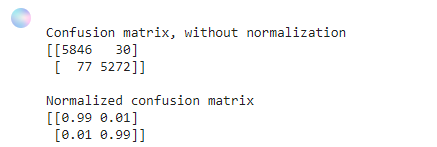 Confusion matrix, without normalization
[[5846   30]
 [  77 5272]]
Normalized confusion matrix
[[0.99 0.01]
 [0.01 0.99]]